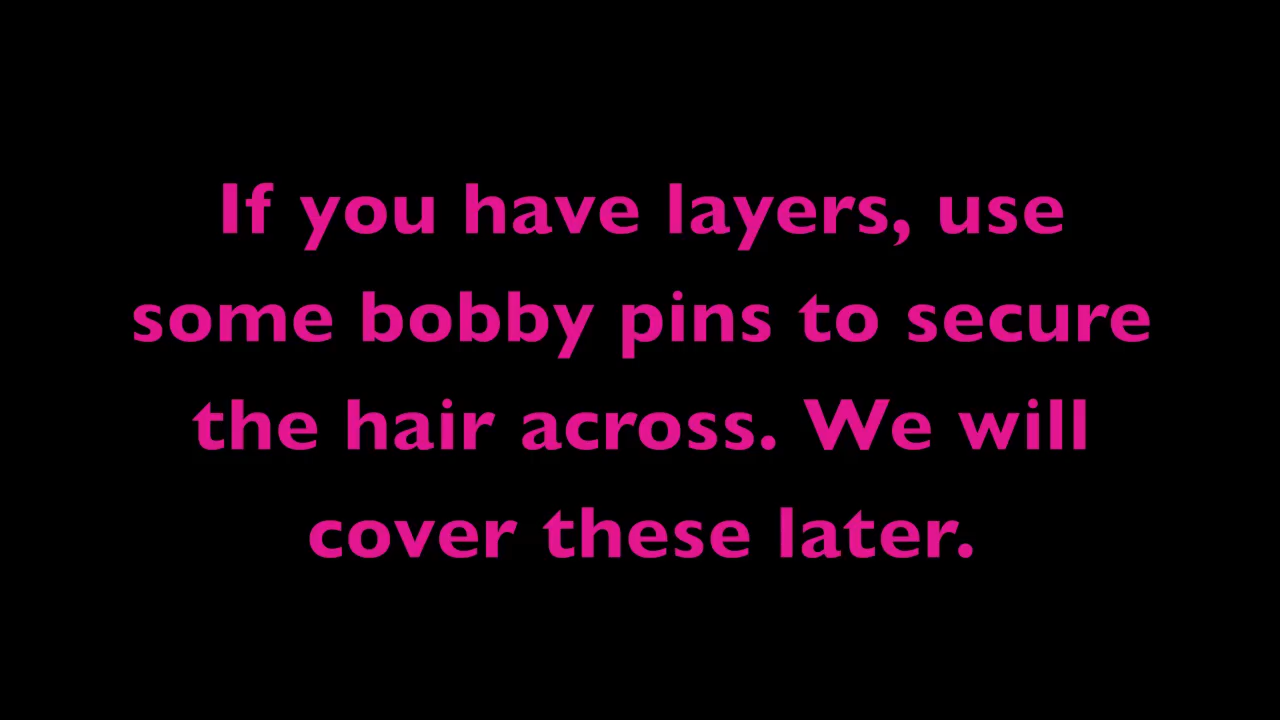 If you have layers, use
some bobby pins to secure
the hair across. We will
cover these later.